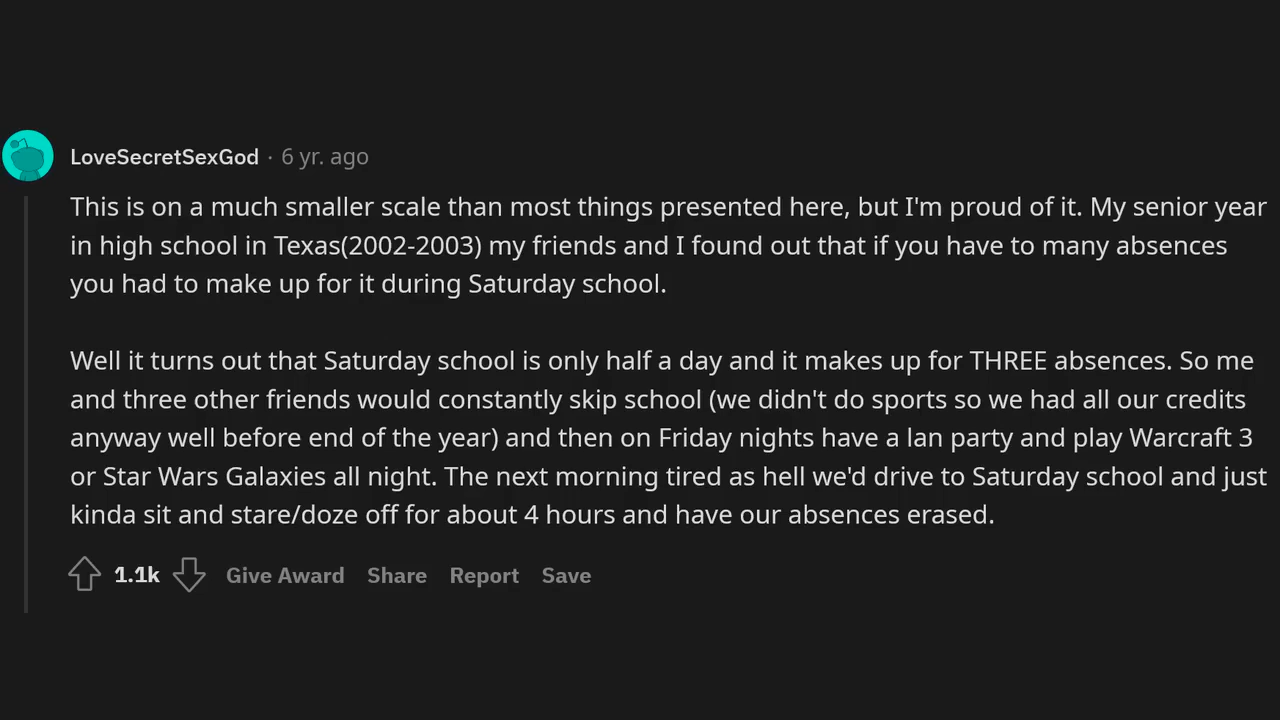 LoveSecretSexGod · 6 yr. ago
This is on a much smaller scale than most things presented here, but I'm proud of it. My senior year
in high school in Texas(2002-2003) my friends and I found out that if you have to many absences
you had to make up for it during Saturday school.
Well it turns out that Saturday school is only half a day and it makes up for THREE absences. So me
and three other friends would constantly skip school (we didn't do sports so we had all our credits
anyway well before end of the year) and then on Friday nights have a lan party and play Warcraft 3
or Star Wars Galaxies all night. The next morning tired as hell we'd drive to Saturday school and just
kinda sit and stare/doze off for about 4 hours and have our absences erased.
1.1k Give Award Share Report Save